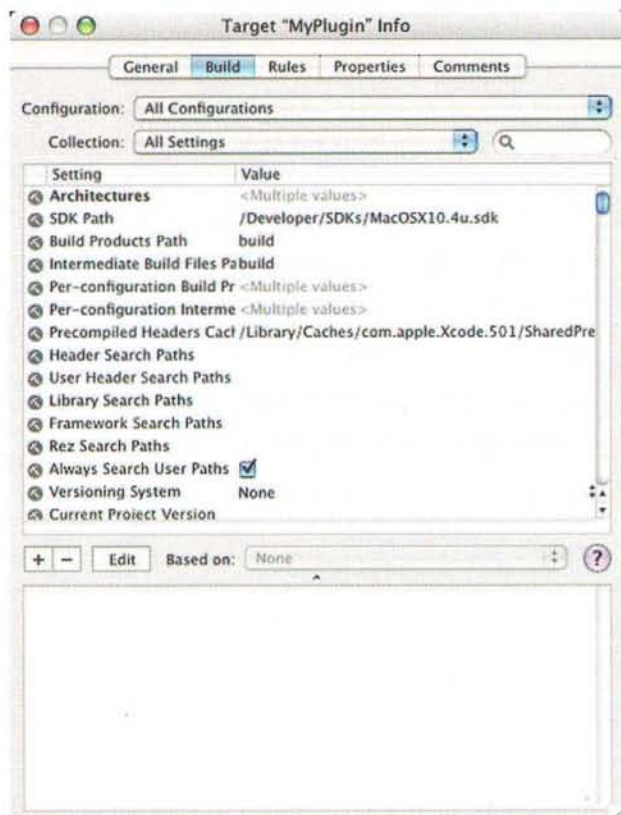 Target "MyPlugin" Info
General Build Rules Properties Comments
Configuration: All Configurations
Collection: All Settings
Setting Value
Architectures <Multiple values>
SDK Path /Developer/SDKs/MacOSX10.4u.sdk
Build Products Path build
Intermediate Build Files Pa build
Per-configuration Build Pr <Multiple values>
Per-configuration Interme <Multiple values>
Precompiled Headers Cacl /Library/Caches/com.apple.Xcode.501/SharedPre
Header Search Paths
User Header Search Paths
Library Search Paths
Framework Search Paths
Rez Search Paths
Always Search User Paths
Versioning System None
Current Project Version
+ − Edit Based on: None ?